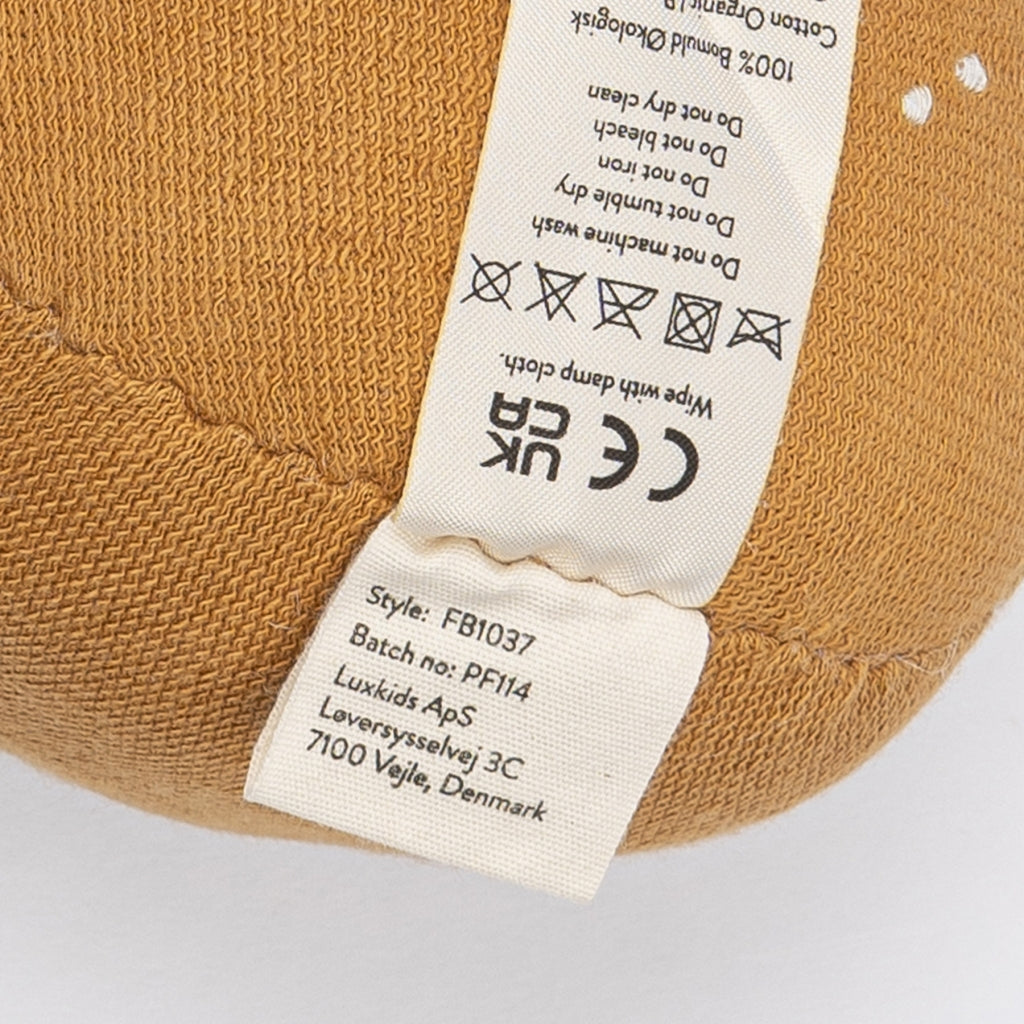 Cotton Organic
100% Bomuld Økologisk
Do not dry clean
Do not bleach
Do not iron
Do not tumble dry
Do not machine wash
Wipe with damp cloth.
CE UK
CA
Style: FB1037
Batch no: PF114
Luxkids ApS
Løversysselvej 3C
7100 Vejle, Denmark